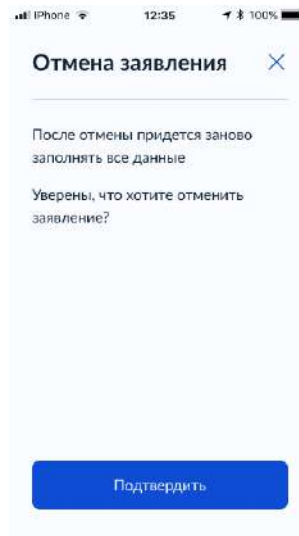 iPhone 12:35 100%
Отмена заявления
После отмены придется заново
заполнять все данные
Уверены, что хотите отменить
заявление?
Подтвердить